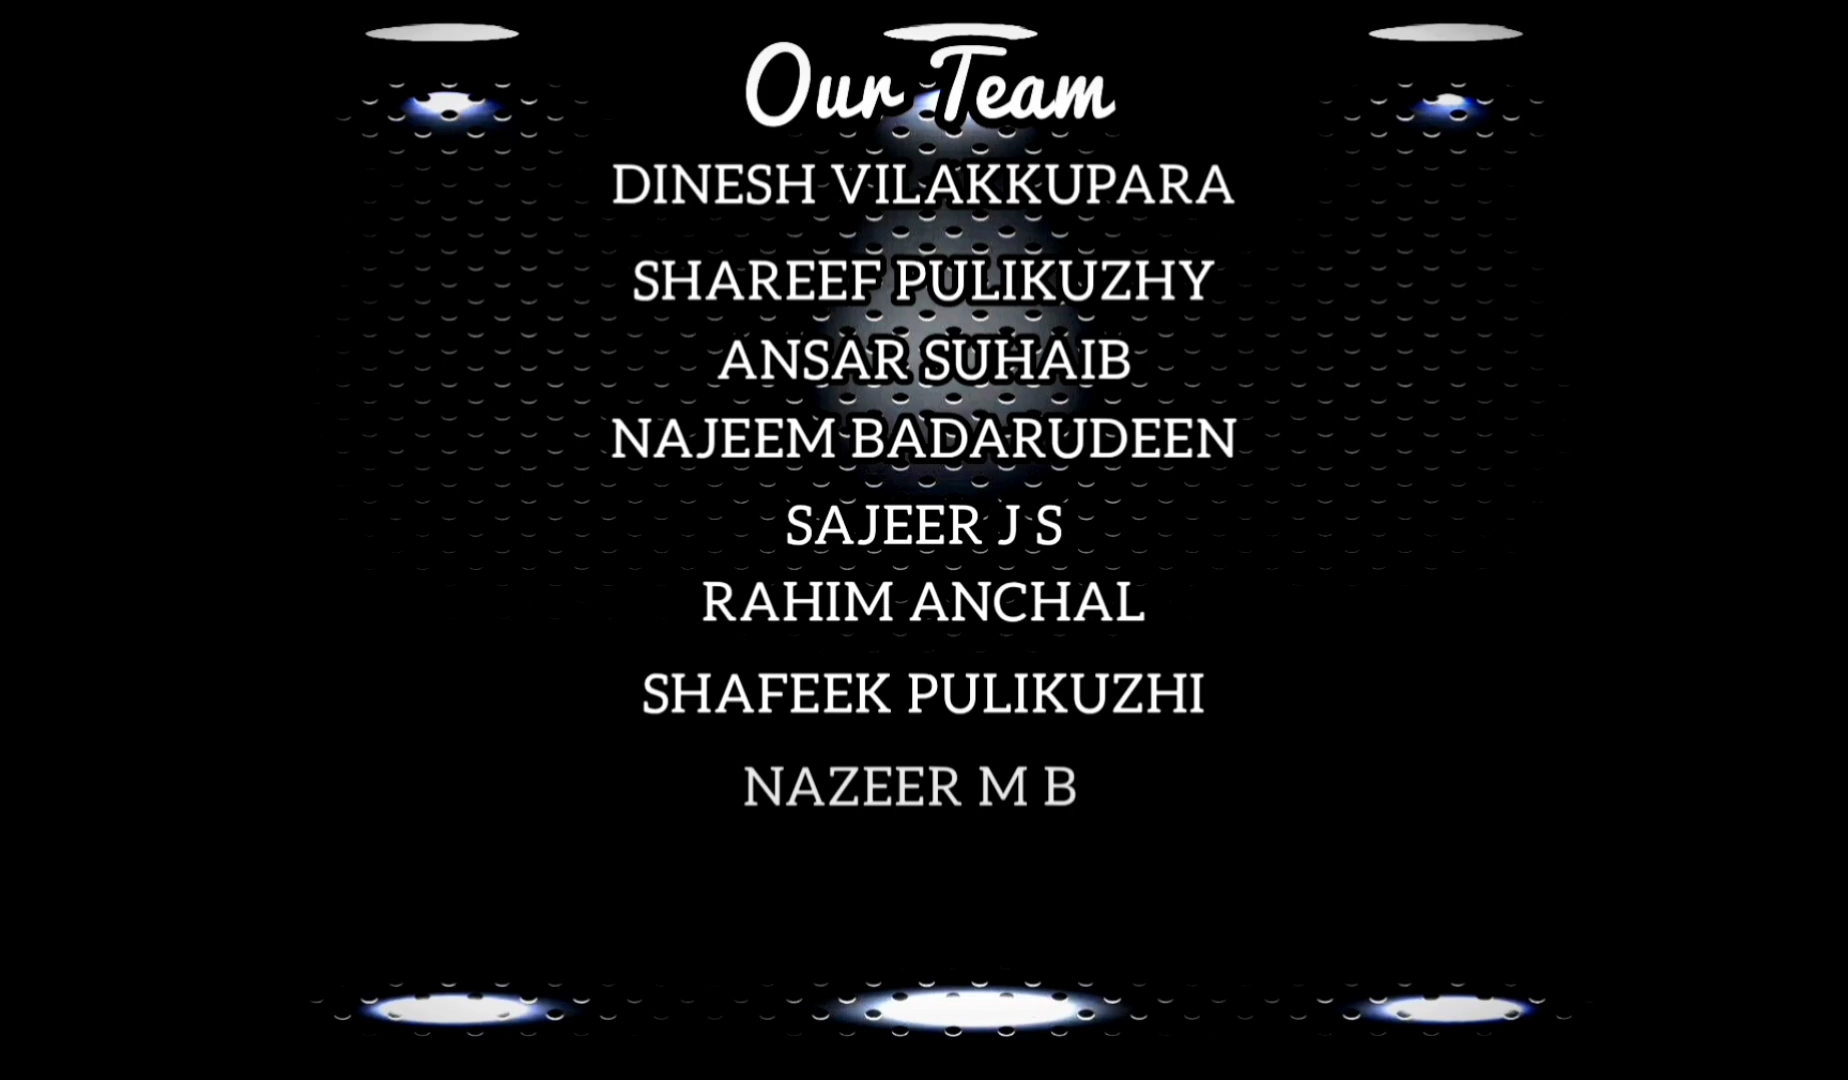 Our Team
DINESH VILAKKUPARA
SHAREEF PULIKUZHY
ANSAR SUHAIB
NAJEEM BADARUDEEN
SAJEER J S
RAHIM ANCHAL
SHAFEEK PULIKUZHI
NAZEER M B